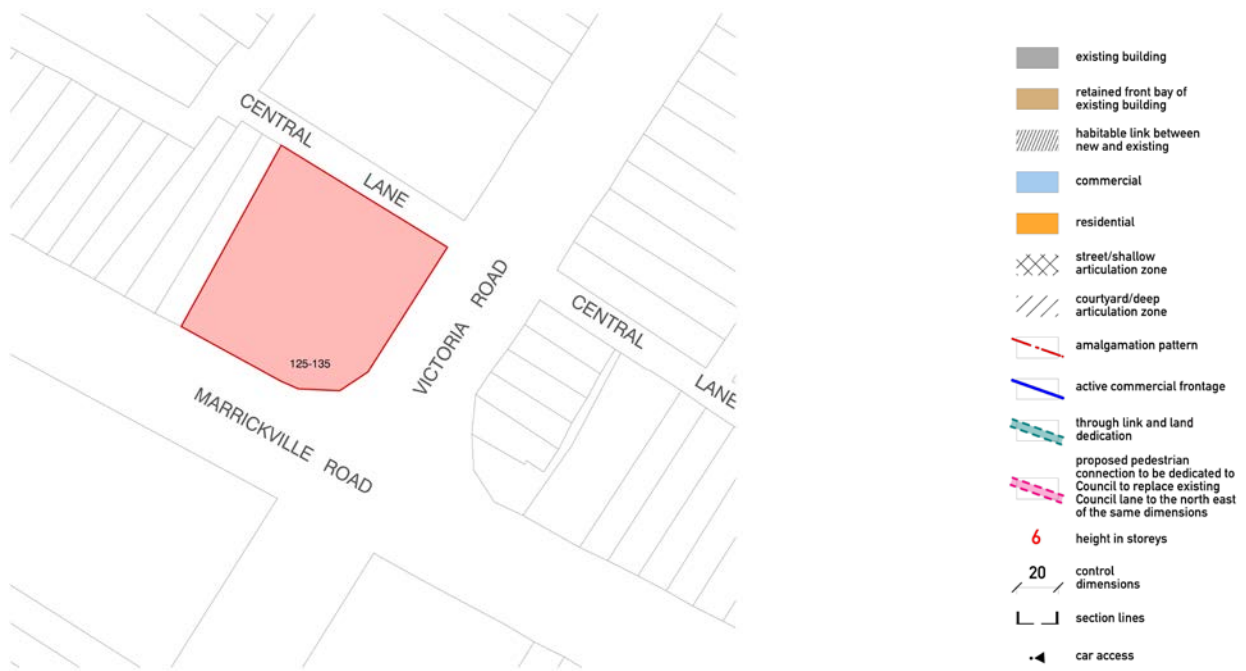 CENTRAL
LANE
VICTORIA ROAD
125-135
MARRICKVILLE ROAD
CENTRAL
LANE
existing building
retained front bay of
existing building
habitable link between
new and existing
commercial
residential
street/shallow
articulation zone
courtyard/deep
articulation zone
amalgamation pattern
active commercial frontage
through link and land
dedication
proposed pedestrian
connection to be dedicated to
Council to replace existing
Council lane to the north east
of the same dimensions
6 height in storeys
20 control
dimensions
section lines
car access